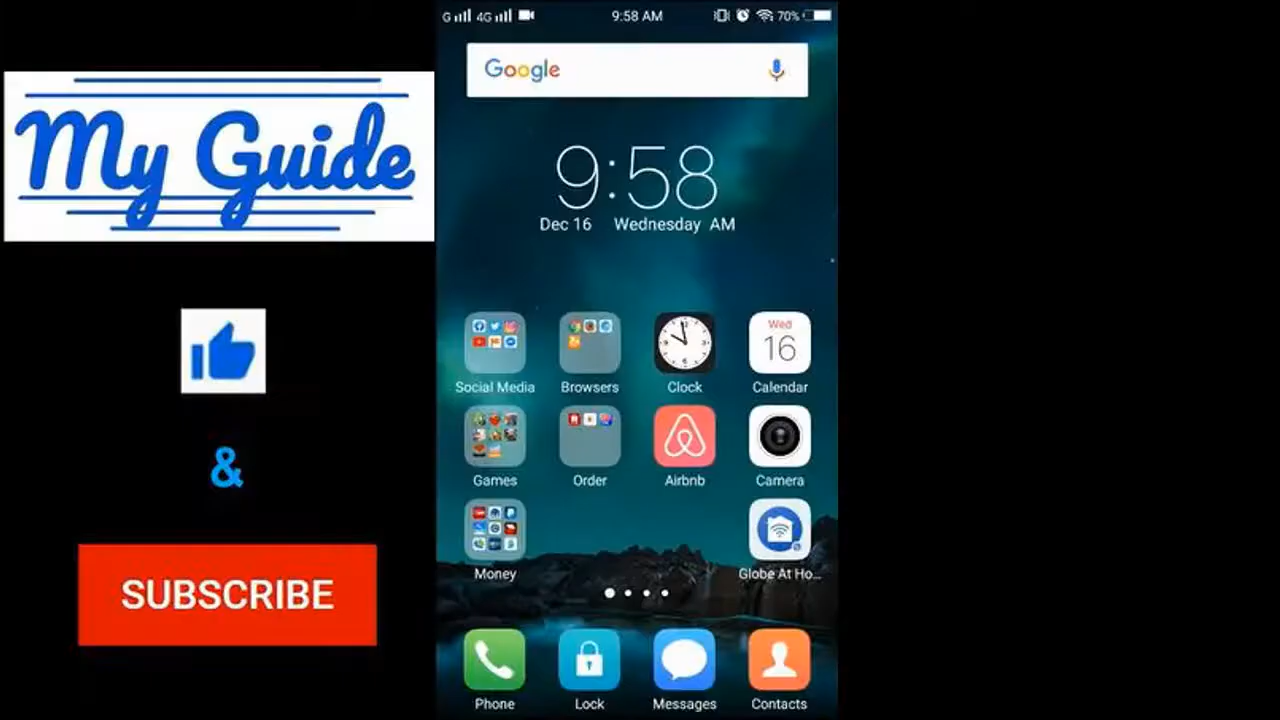 G 4G 9:58 AM 70%
My Guide
Google
9:58
Dec 16 Wednesday AM
Wed
16
Social Media Browsers Clock Calendar
Games Order Airbnb Camera
Money Globe At Ho...
&
SUBSCRIBE
Phone Lock Messages Contacts